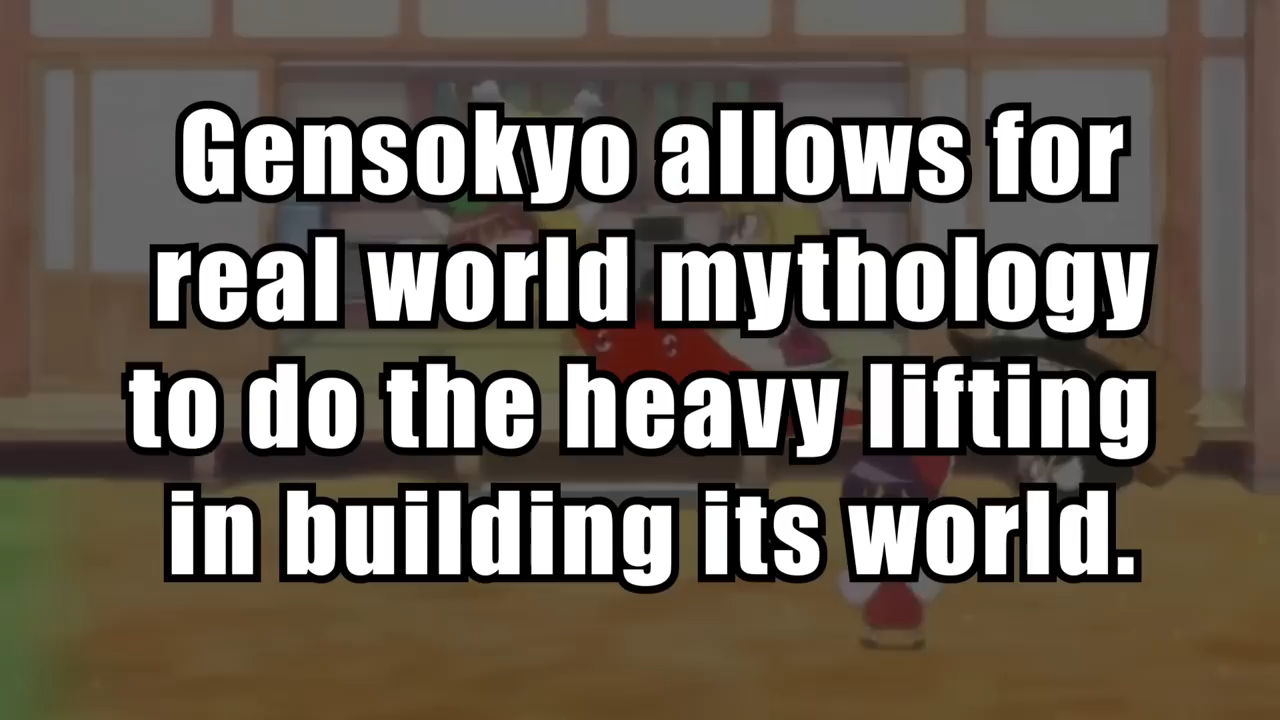 Gensokyo allows for
real world mythology
to do the heavy lifting
in building its world.